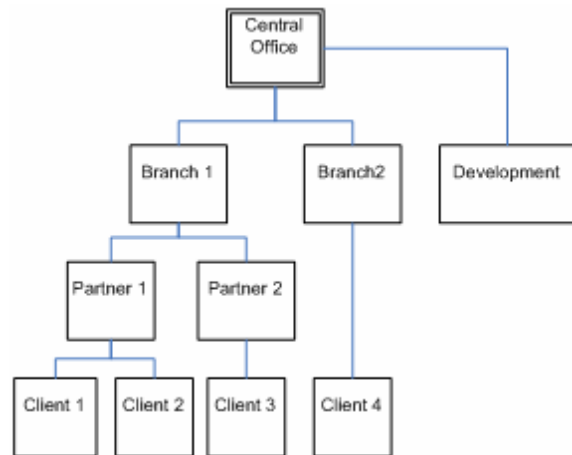 Central
Office
Branch 1
Branch2
Development
Partner 1
Partner 2
Client 1
Client 2
Client 3
Client 4